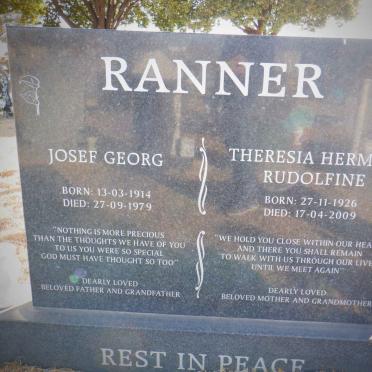 RANNER
JOSEF GEORG
BORN: 13-03-1914
DIED: 27-09-1979
"NOTHING IS MORE PRECIOUS
THAN THE THOUGHTS WE HAVE OF YOU
TO US YOU WERE SO SPECIAL
GOD MUST HAVE THOUGHT SO TOO"
DEARLY LOVED
BELOVED FATHER AND GRANDFATHER
THERESIA HERM
RUDOLFINE
BORN: 27-11-1926
DIED: 17-04-2009
"WE HOLD YOU CLOSE WITHIN OUR HEA
AND THERE YOU SHALL REMAIN
TO WALK WITH US THROUGH OUR LIVE
UNTIL WE MEET AGAIN"
DEARLY LOVED
BELOVED MOTHER AND GRANDMOTHER
REST IN PEACE